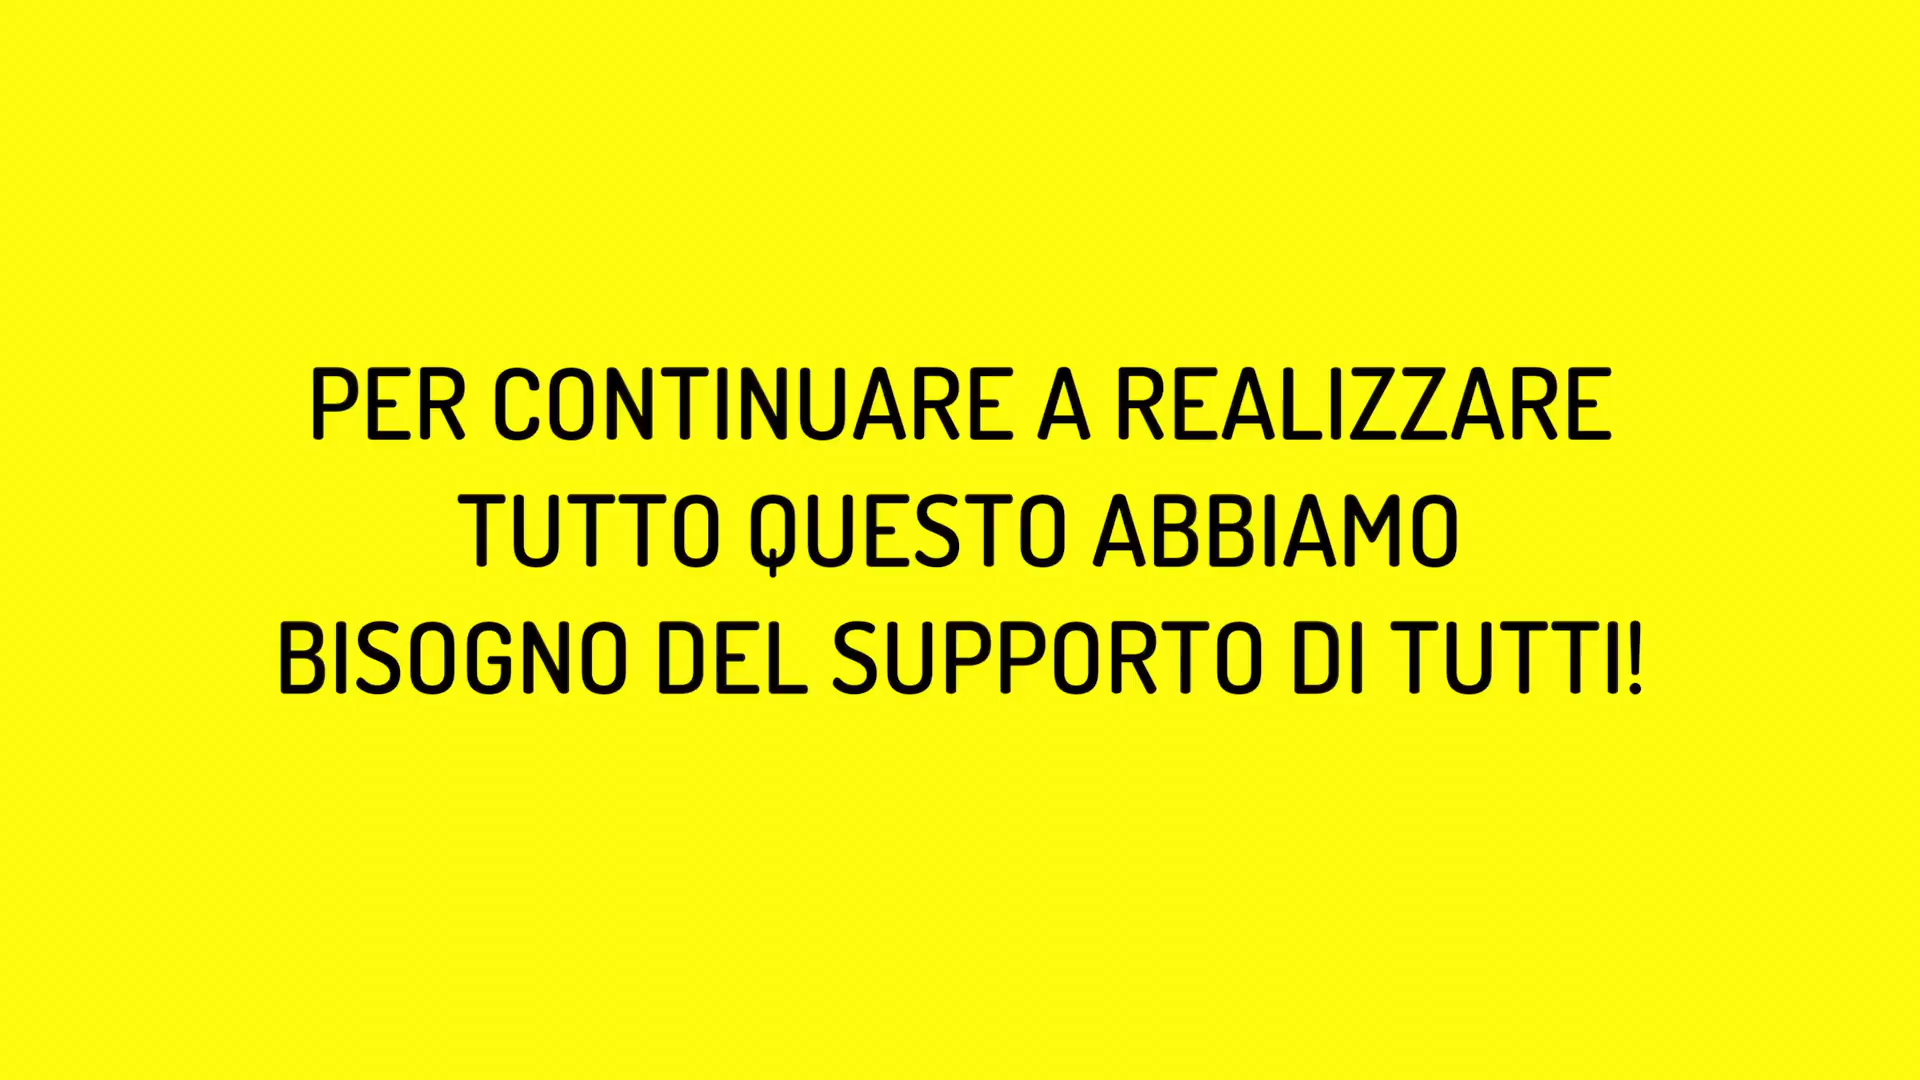 PER CONTINUARE A REALIZZARE
TUTTO QUESTO ABBIAMO
BISOGNO DEL SUPPORTO DI TUTTI!